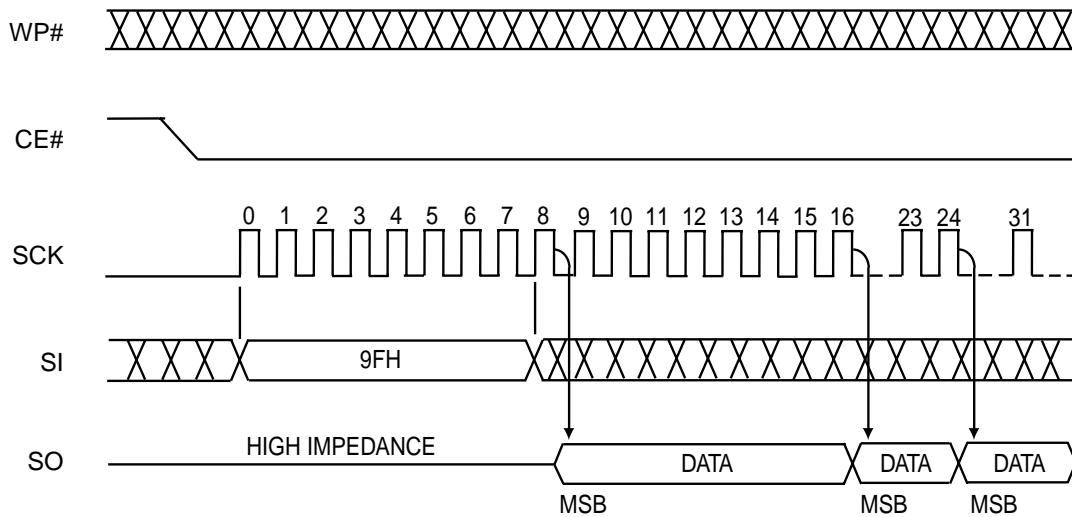 WP#
CE#
0 1 2 3 4 5 6 7 8 9 10 11 12 13 14 15 16 23 24 31
SCK
SI 9FH
HIGH IMPEDANCE
SO DATA DATA DATA
MSB MSB MSB